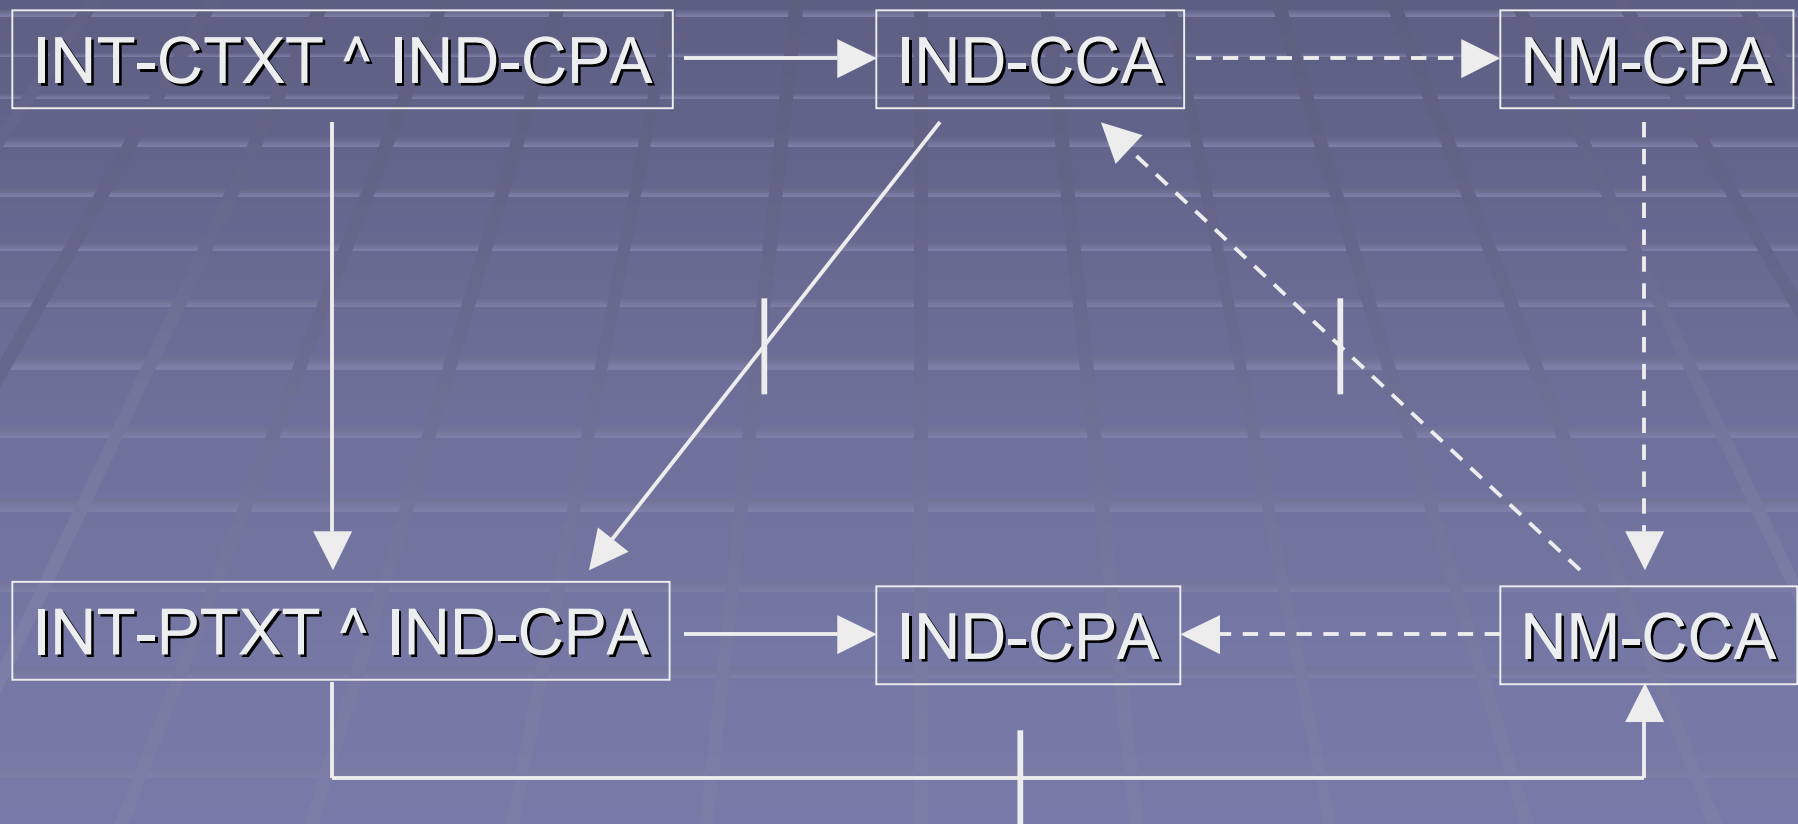 INT-CTXT ^ IND-CPA
IND-CCA
NM-CPA
INT-PTXT ^ IND-CPA
IND-CPA
NM-CCA